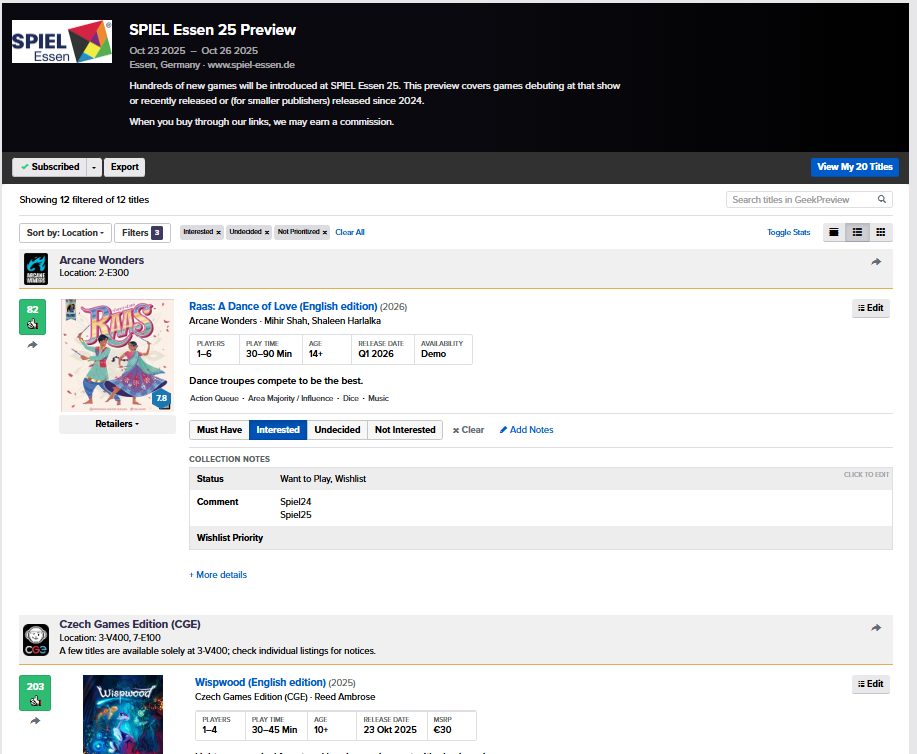 SPIEL
Essen
SPIEL Essen 25 Preview
Oct 23 2025 — Oct 26 2025
Essen, Germany · www.spiel-essen.de
Hundreds of new games will be introduced at SPIEL Essen 25. This preview covers games debuting at that show
or recently released or (for smaller publishers) released since 2024.
When you buy through our links, we may earn a commission.
Subscribed
Export
View My 20 Titles
Showing 12 filtered of 12 titles
Search titles in GeekPreview
Sort by: Location
Filters 3
Interested × Undecided × Not Prioritized × Clear All
Toggle Stats
ARCANE
WONDERS
Arcane Wonders
Location: 2-E300
82
RAAS
7.8
Retailers
Raas: A Dance of Love (English edition) (2026)
Edit
Arcane Wonders · Mihir Shah, Shaleen Harlalka
PLAYERS PLAY TIME AGE RELEASE DATE AVAILABILITY
1–6 30–90 Min 14+ Q1 2026 Demo
Dance troupes compete to be the best.
Action Queue · Area Majority / Influence · Dice · Music
Must Have Interested Undecided Not Interested × Clear Add Notes
COLLECTION NOTES
Status Want to Play, Wishlist CLICK TO EDIT
Comment Spiel24
Spiel25
Wishlist Priority
+ More details
CGE
Czech Games Edition (CGE)
Location: 3-V400, 7-E100
A few titles are available solely at 3-V400; check individual listings for notices.
203
WISPWOOD
Wispwood (English edition) (2025)
Edit
Czech Games Edition (CGE) · Reed Ambrose
PLAYERS PLAY TIME AGE RELEASE DATE MSRP
1–4 30–45 Min 10+ 23 Okt 2025 €30